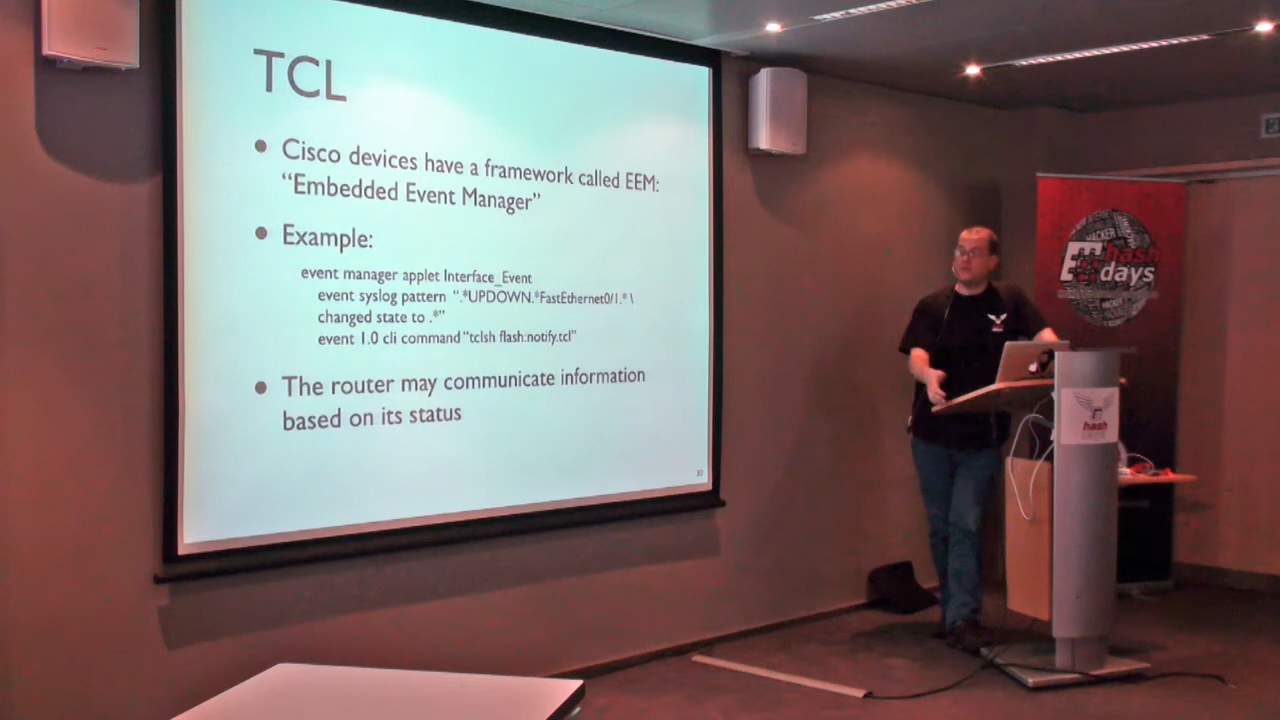 TCL
• Cisco devices have a framework called EEM:
“Embedded Event Manager”
• Example:
event manager applet Interface_Event
event syslog pattern “.*UPDOWN.*FastEthernet0/1.* \
changed state to .*”
event 1.0 cli command “tclsh flash:notify.tcl”
• The router may communicate information
based on its status
HACKER
hash
days
hash